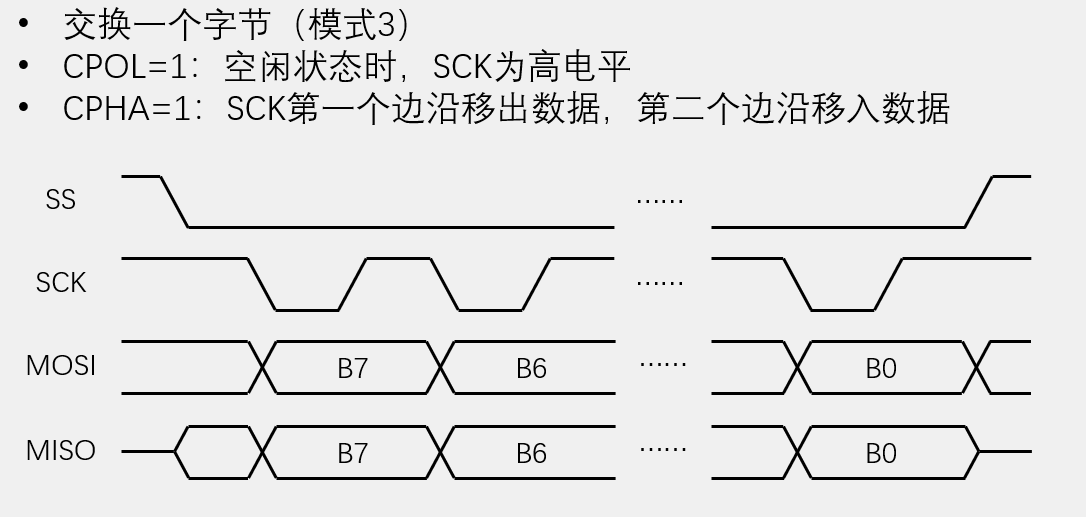 • 交换一个字节（模式3）
• CPOL=1：空闲状态时，SCK为高电平
• CPHA=1：SCK第一个边沿移出数据，第二个边沿移入数据
SS ……
SCK ……
MOSI B7 B6 …… B0
MISO B7 B6 …… B0